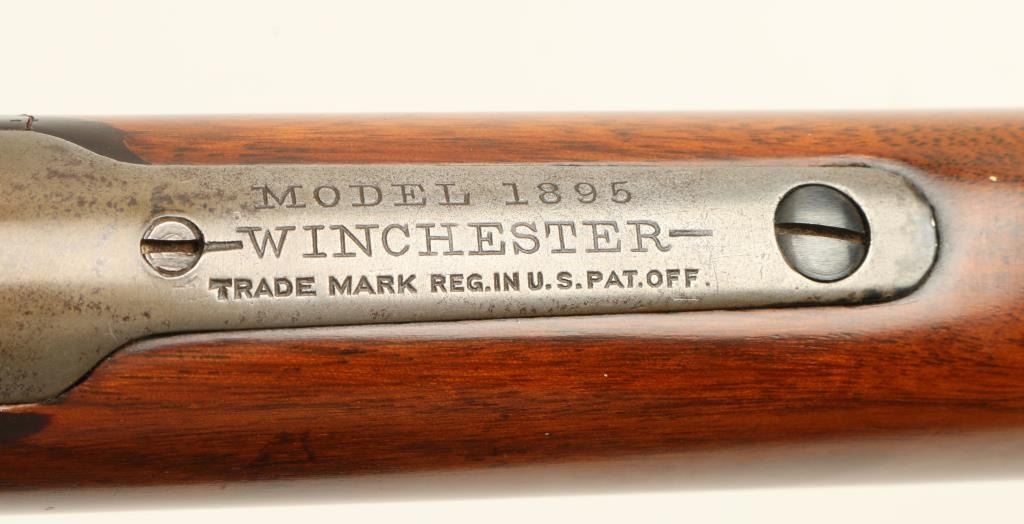 MODEL 1895
-WINCHESTER-
TRADE MARK REG.IN U.S.PAT.OFF.